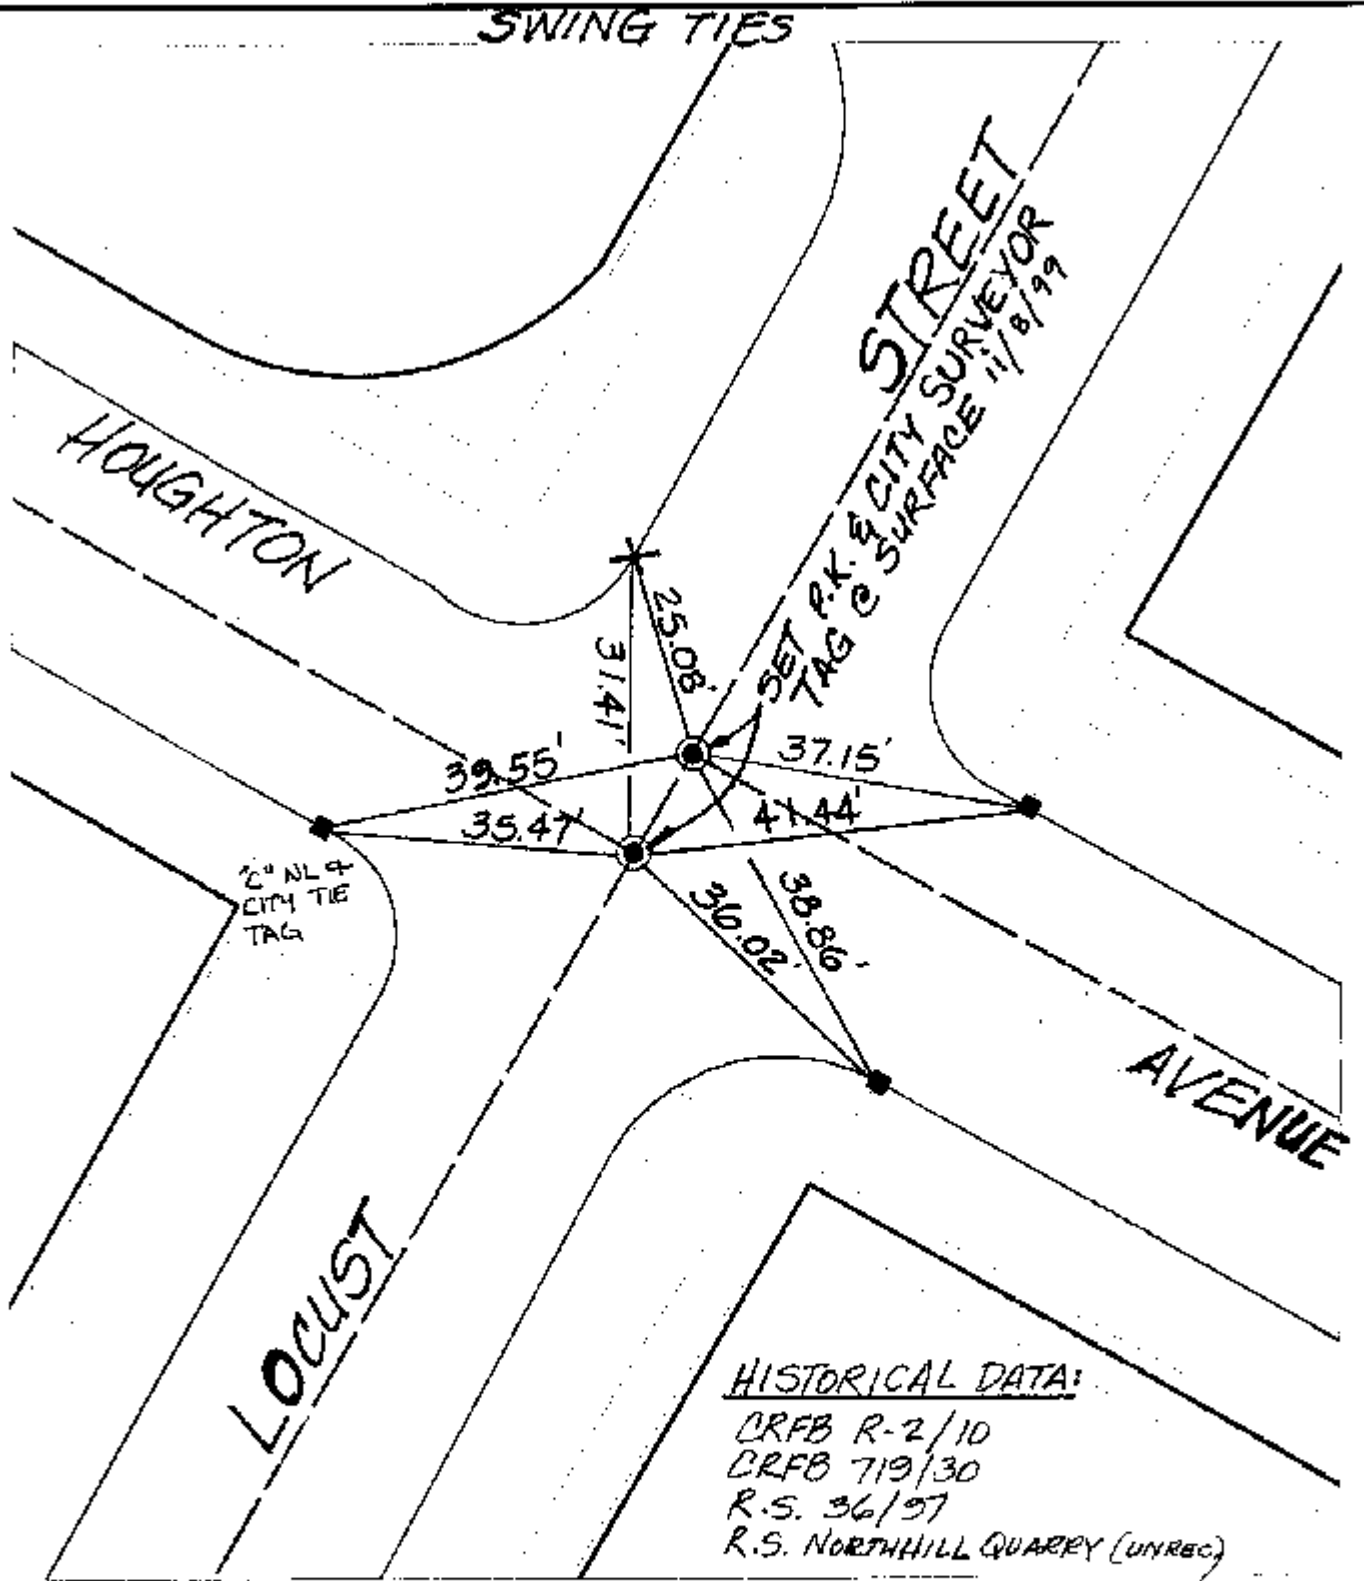 SWING TIES
STREET
SET P.K. & CITY SURVEYOR
TAG @ SURFACE 11/8/99
HOUGHTON
25.08'
31.41'
39.55'
37.15'
35.47'
41.44'
"C" NL &
CITY TIE
TAG
36.02'
38.86'
AVENUE
LOCUST
HISTORICAL DATA:
CRFB R-2/10
CRFB 719/30
R.S. 36/97
R.S. NORTHHILL QUARRY (UNREC)